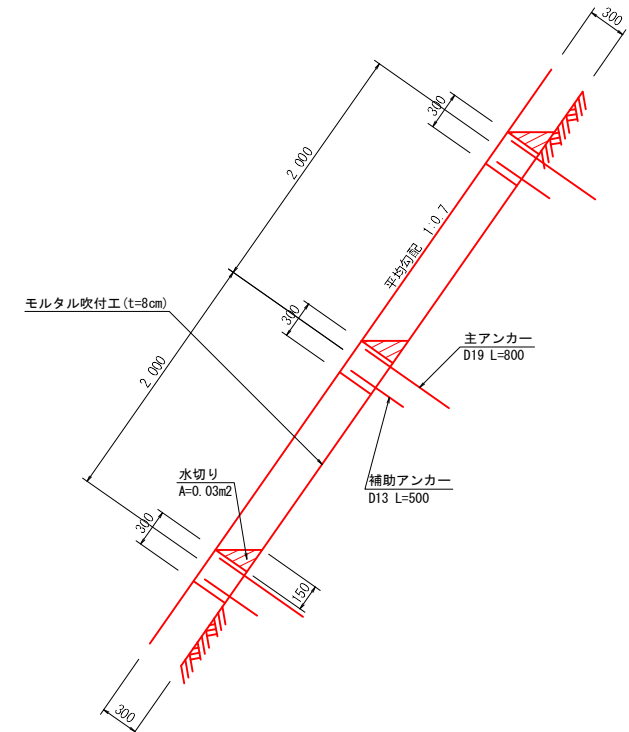 300
300
2,000
平均勾配 1:0.7
300
モルタル吹付工(t=8cm)
主アンカー
D19 L=800
2,000
水切り
A=0.03m2
補助アンカー
D13 L=500
300
150
300